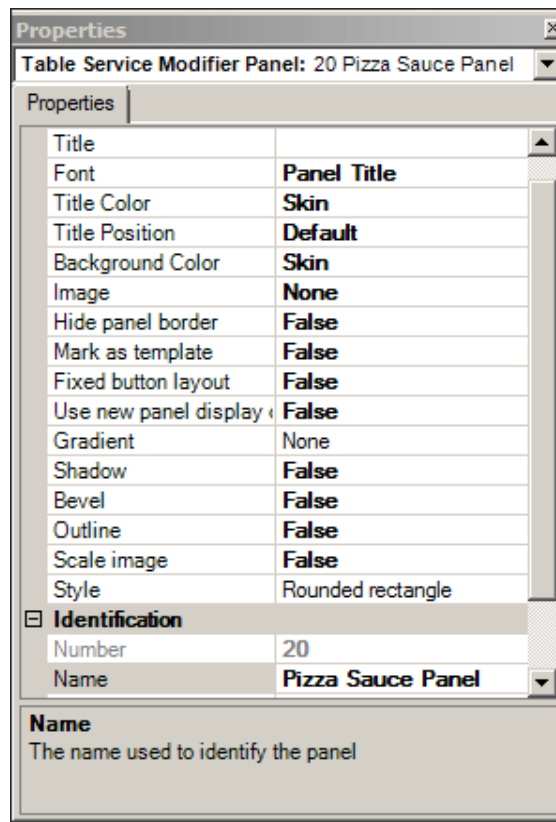 Properties
Table Service Modifier Panel: 20 Pizza Sauce Panel
Properties
Title
Font Panel Title
Title Color Skin
Title Position Default
Background Color Skin
Image None
Hide panel border False
Mark as template False
Fixed button layout False
Use new panel display False
Gradient None
Shadow False
Bevel False
Outline False
Scale image False
Style Rounded rectangle
Identification
Number 20
Name Pizza Sauce Panel
Name
The name used to identify the panel